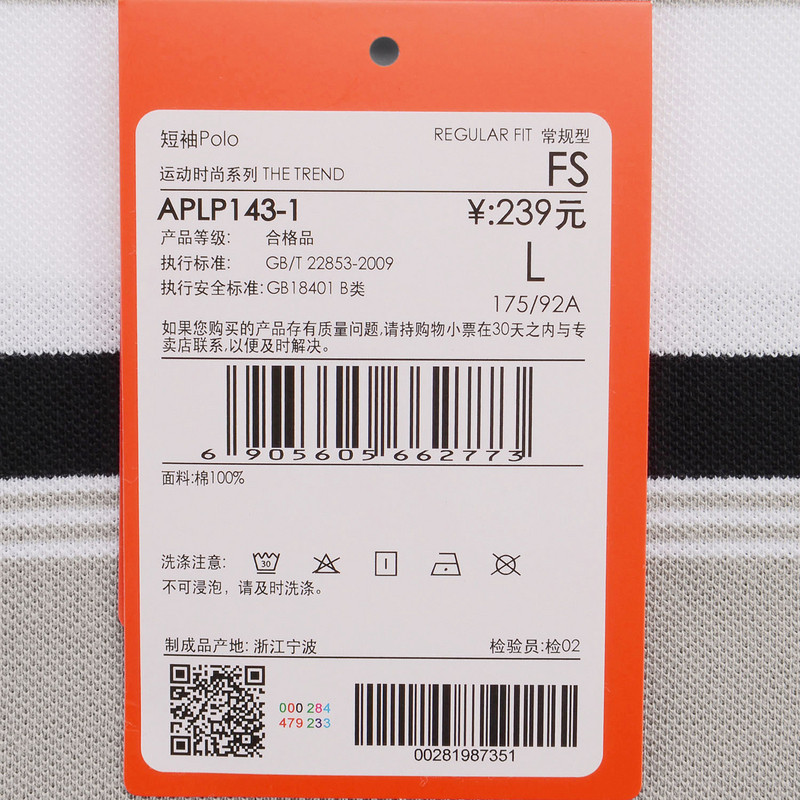 短袖Polo
REGULAR FIT 常规型
运动时尚系列 THE TREND
FS
APLP143-1
¥:239元
产品等级: 合格品
执行标准: GB/T 22853-2009
L
执行安全标准:GB18401 B类
175/92A
如果您购买的产品存有质量问题,请持购物小票在30天之内与专
卖店联系,以便及时解决。
6 905605 662773
面料:棉100%
洗涤注意: 30
不可浸泡，请及时洗涤。
制成品产地: 浙江宁波
检验员:检02
000 284
479 233
00281987351